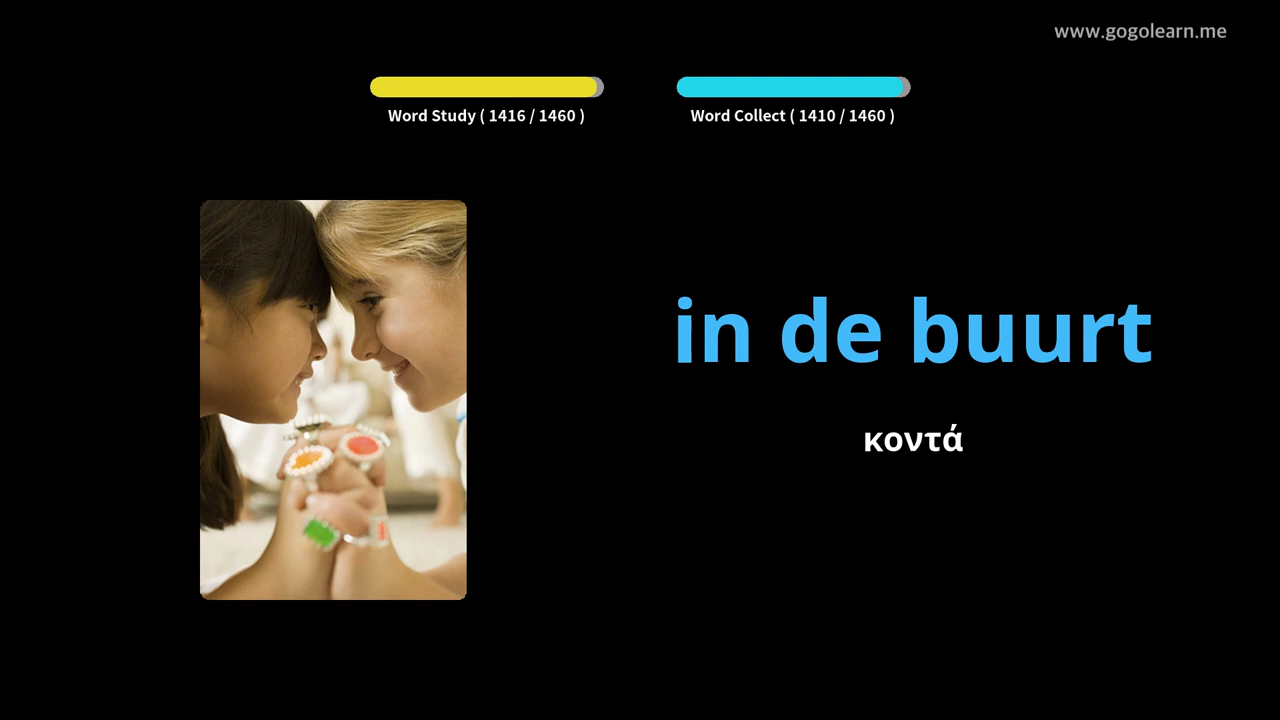 www.gogolearn.me
Word Study ( 1416 / 1460 )
Word Collect ( 1410 / 1460 )
in de buurt
κοντά